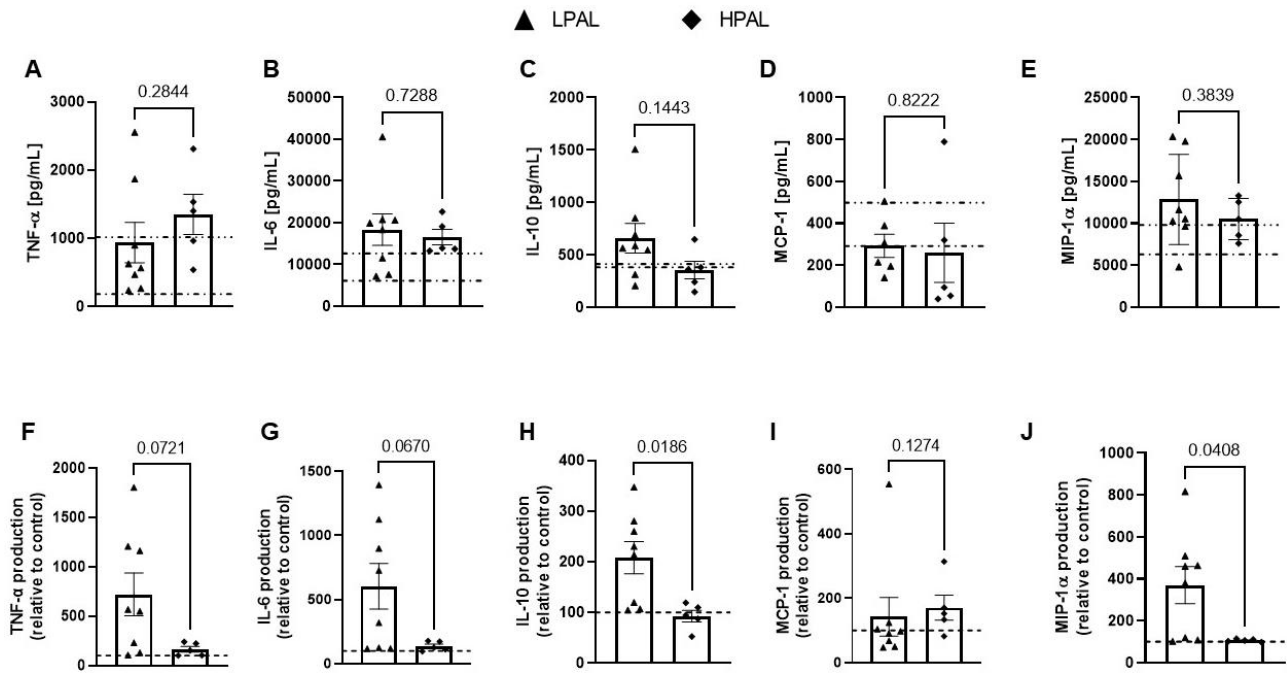 LPAL HPAL
A
0.2844
TNF-α [pg/mL]
3000
2000
1000
0
B
0.7288
IL-6 [pg/mL]
50000
40000
30000
20000
10000
0
C
0.1443
IL-10 [pg/mL]
2000
1500
1000
500
0
D
0.8222
MCP-1 [pg/mL]
1000
800
600
400
200
0
E
0.3839
MIP-1α [pg/mL]
25000
20000
15000
10000
5000
0
F
0.0721
TNF-α production
(relative to control)
2000
1500
1000
500
0
G
0.0670
IL-6 production
(relative to control)
1500
1000
500
0
H
0.0186
IL-10 production
(relative to control)
400
300
200
100
0
I
0.1274
MCP-1 production
(relative to control)
600
400
200
0
J
0.0408
MIP-1α production
(relative to control)
1000
800
600
400
200
0